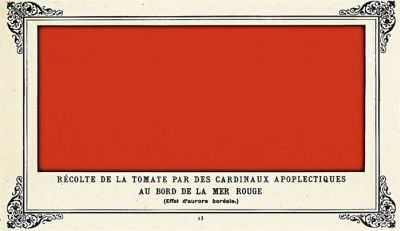 RÉCOLTE DE LA TOMATE PAR DES CARDINAUX APOPLECTIQUES
AU BORD DE LA MER ROUGE
(Effet d'aurore boréale.)
15